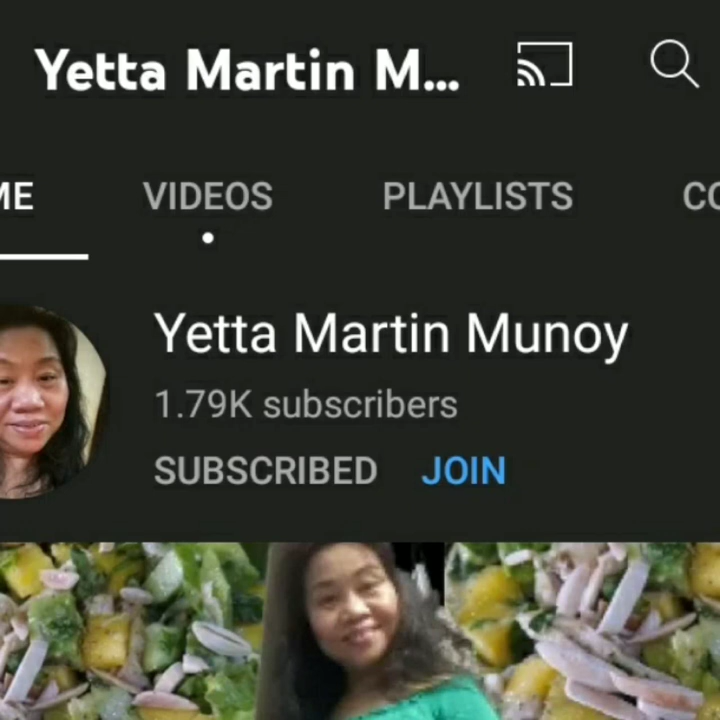 Yetta Martin M...
ME VIDEOS PLAYLISTS CO
Yetta Martin Munoy
1.79K subscribers
SUBSCRIBED JOIN